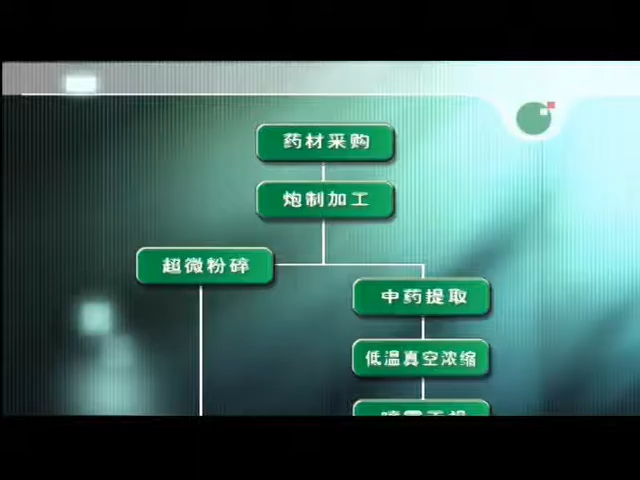 药材采购
炮制加工
超微粉碎
中药提取
低温真空浓缩